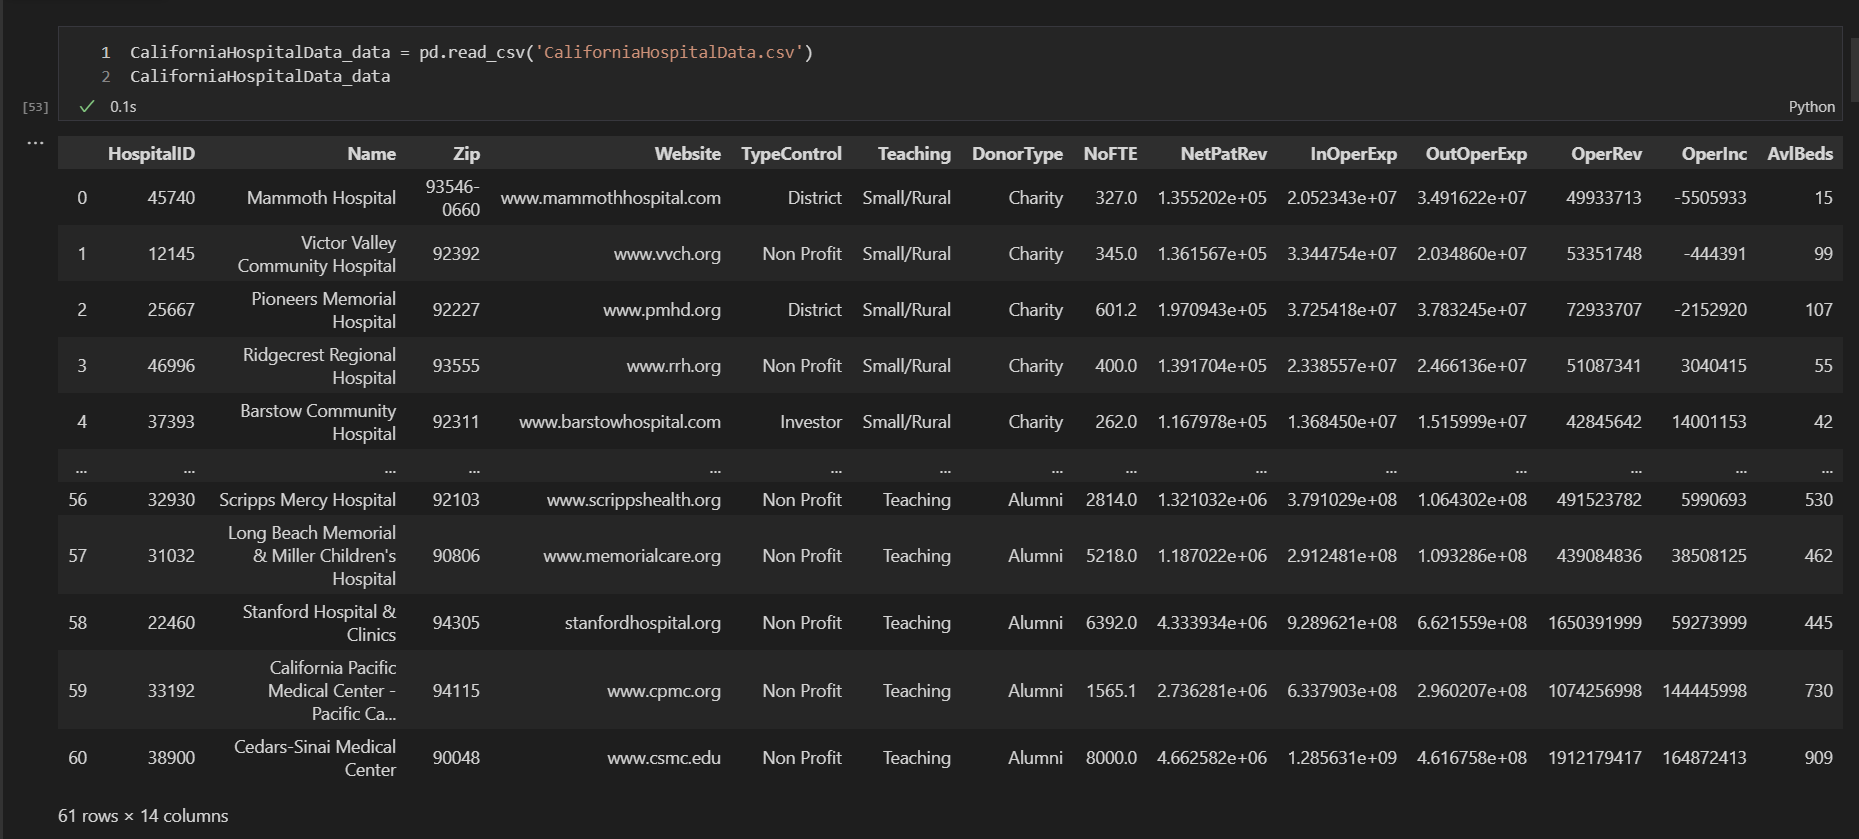 1 CaliforniaHospitalData_data = pd.read_csv('CaliforniaHospitalData.csv')
2 CaliforniaHospitalData_data
[53] ✓ 0.1s Python
...
HospitalID Name Zip Website TypeControl Teaching DonorType NoFTE NetPatRev InOperExp OutOperExp OperRev OperInc AvlBeds
0 45740 Mammoth Hospital 93546-0660 www.mammothhospital.com District Small/Rural Charity 327.0 1.355202e+05 2.052343e+07 3.491622e+07 49933713 -5505933 15
1 12145 Victor Valley Community Hospital 92392 www.vvch.org Non Profit Small/Rural Charity 345.0 1.361567e+05 3.344754e+07 2.034860e+07 53351748 -444391 99
2 25667 Pioneers Memorial Hospital 92227 www.pmhd.org District Small/Rural Charity 601.2 1.970943e+05 3.725418e+07 3.783245e+07 72933707 -2152920 107
3 46996 Ridgecrest Regional Hospital 93555 www.rrh.org Non Profit Small/Rural Charity 400.0 1.391704e+05 2.338557e+07 2.466136e+07 51087341 3040415 55
4 37393 Barstow Community Hospital 92311 www.barstowhospital.com Investor Small/Rural Charity 262.0 1.167978e+05 1.368450e+07 1.515999e+07 42845642 14001153 42
... ... ... ... ... ... ... ... ... ... ... ... ... ... ...
56 32930 Scripps Mercy Hospital 92103 www.scrippshealth.org Non Profit Teaching Alumni 2814.0 1.321032e+06 3.791029e+08 1.064302e+08 491523782 5990693 530
57 31032 Long Beach Memorial & Miller Children's Hospital 90806 www.memorialcare.org Non Profit Teaching Alumni 5218.0 1.187022e+06 2.912481e+08 1.093286e+08 439084836 38508125 462
58 22460 Stanford Hospital & Clinics 94305 stanfordhospital.org Non Profit Teaching Alumni 6392.0 4.333934e+06 9.289621e+08 6.621559e+08 1650391999 59273999 445
59 33192 California Pacific Medical Center - Pacific Ca... 94115 www.cpmc.org Non Profit Teaching Alumni 1565.1 2.736281e+06 6.337903e+08 2.960207e+08 1074256998 144445998 730
60 38900 Cedars-Sinai Medical Center 90048 www.csmc.edu Non Profit Teaching Alumni 8000.0 4.662582e+06 1.285631e+09 4.616758e+08 1912179417 164872413 909
61 rows × 14 columns